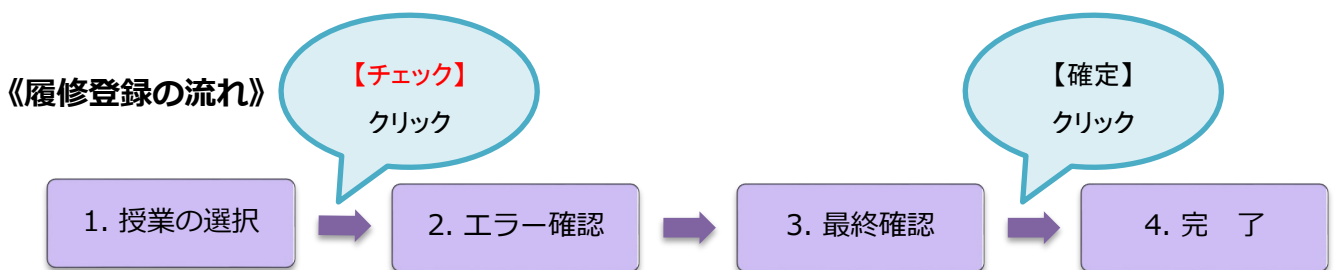 《履修登録の流れ》
【チェック】
クリック
【確定】
クリック
1. 授業の選択
2. エラー確認
3. 最終確認
4. 完　了